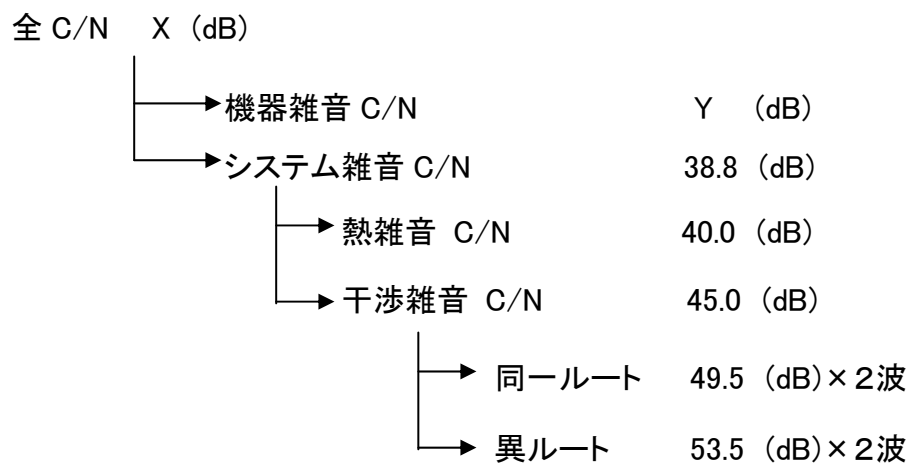 全 C/N X (dB)
機器雑音 C/N Y (dB)
システム雑音 C/N 38.8 (dB)
熱雑音 C/N 40.0 (dB)
干渉雑音 C/N 45.0 (dB)
同一ルート 49.5 (dB)×2波
異ルート 53.5 (dB)×2波